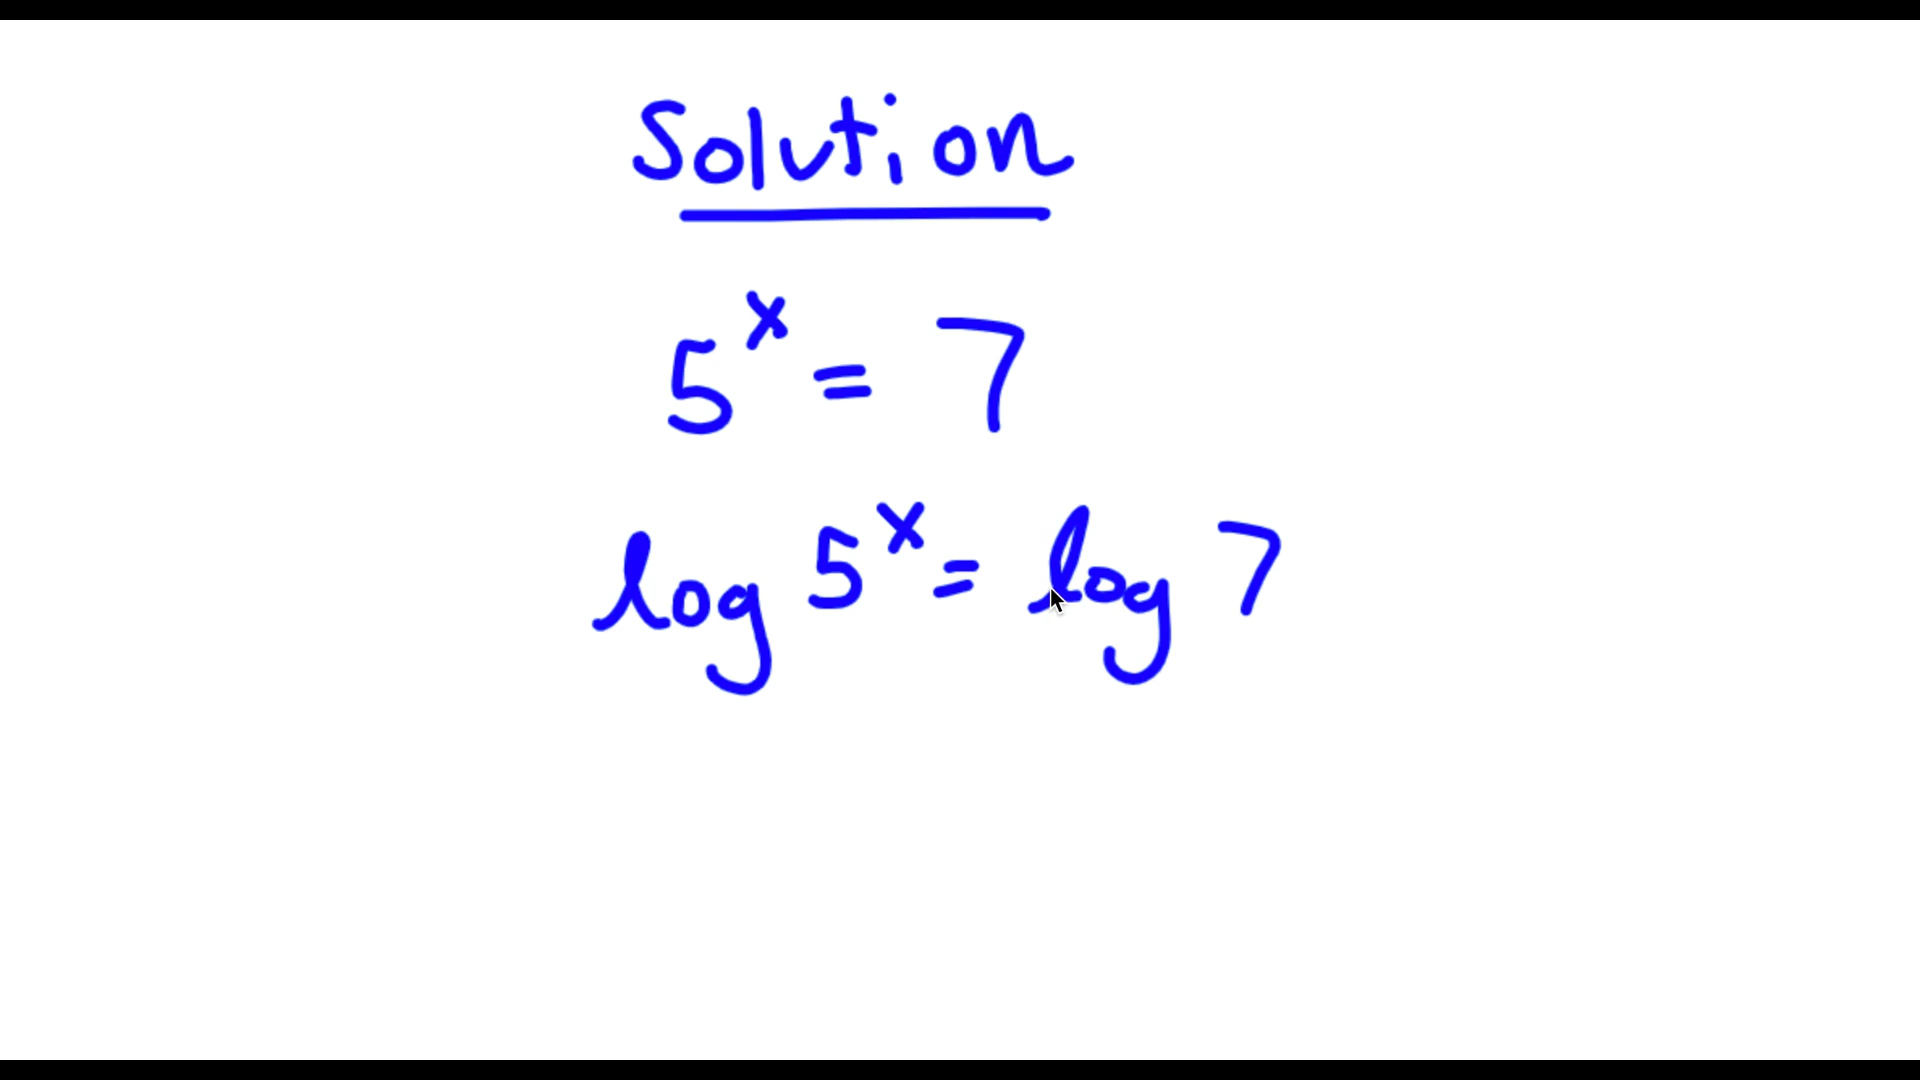 Solution
5^x = 7
log 5^x = log 7